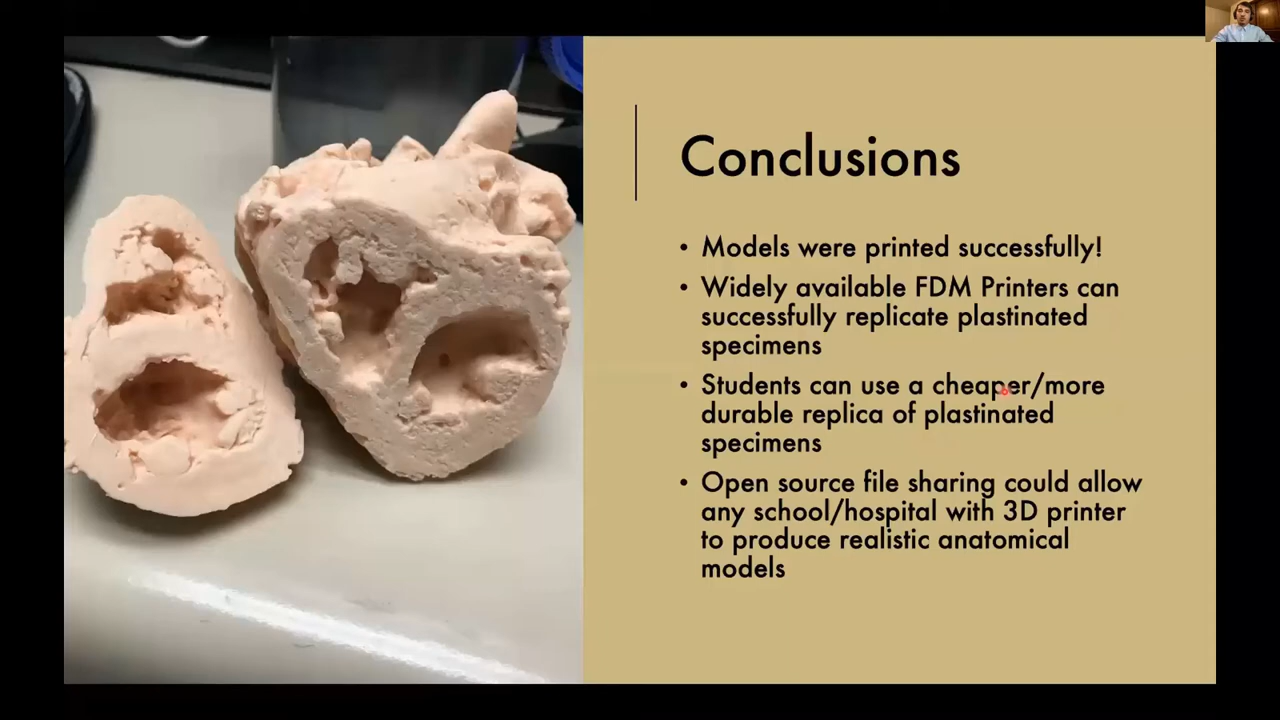 Conclusions
• Models were printed successfully!
• Widely available FDM Printers can
successfully replicate plastinated
specimens
• Students can use a cheaper/more
durable replica of plastinated
specimens
• Open source file sharing could allow
any school/hospital with 3D printer
to produce realistic anatomical
models